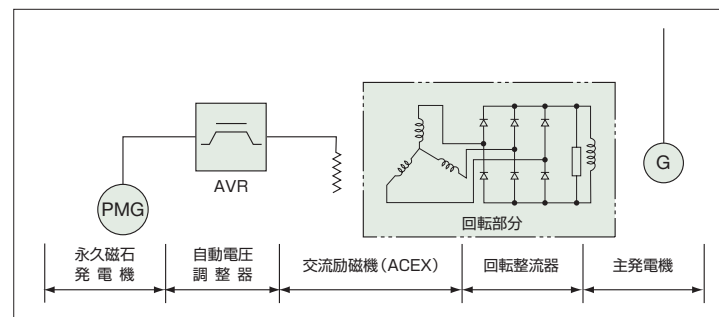 AVR
PMG
G
回転部分
永久磁石
発電機
自動電圧
調整器
交流励磁機(ACEX)
回転整流器
主発電機